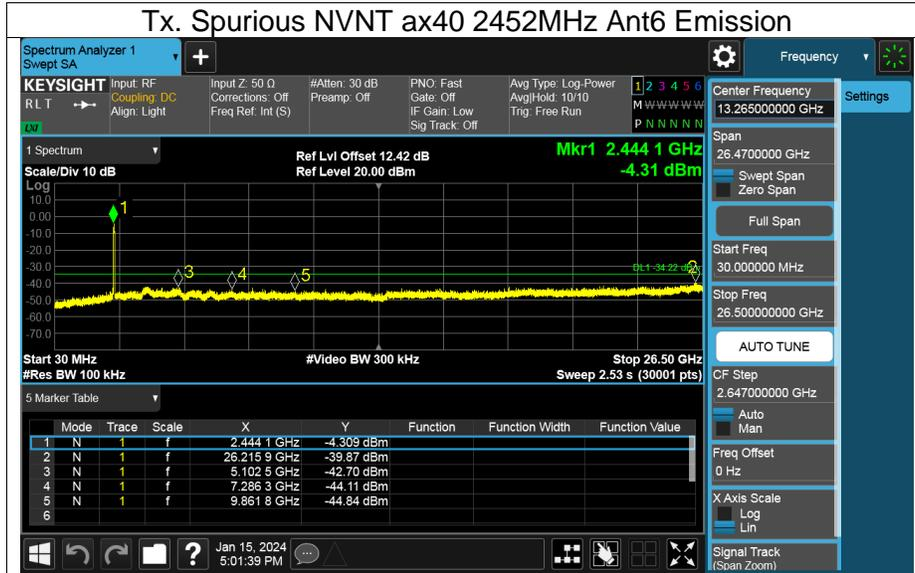 Tx. Spurious NVNT ax40 2452MHz Ant6 Emission
Spectrum Analyzer 1
Swept SA
+
Frequency
KEYSIGHT
RLT
LXI
Input: RF
Coupling: DC
Align: Light
Input Z: 50 Ω
Corrections: Off
Freq Ref: Int (S)
#Atten: 30 dB
Preamp: Off
PNO: Fast
Gate: Off
IF Gain: Low
Sig Track: Off
Avg Type: Log-Power
Avg|Hold: 10/10
Trig: Free Run
1 2 3 4 5 6
M W W W W W
P N N N N N
1 Spectrum
Scale/Div 10 dB
Ref Lvl Offset 12.42 dB
Ref Level 20.00 dBm
Mkr1 2.444 1 GHz
-4.31 dBm
Log
10.0
0.00
-10.0
-20.0
-30.0
-40.0
-50.0
-60.0
-70.0
1
3
4
5
2
DL1 -34.22 dBm
Start 30 MHz
#Res BW 100 kHz
#Video BW 300 kHz
Stop 26.50 GHz
Sweep 2.53 s (30001 pts)
5 Marker Table
Mode Trace Scale X Y Function Function Width Function Value
1 N 1 f 2.444 1 GHz -4.309 dBm
2 N 1 f 26.215 9 GHz -39.87 dBm
3 N 1 f 5.102 5 GHz -42.70 dBm
4 N 1 f 7.286 3 GHz -44.11 dBm
5 N 1 f 9.861 8 GHz -44.84 dBm
6
Jan 15, 2024
5:01:39 PM
?
Center Frequency
13.265000000 GHz
Settings
Span
26.4700000 GHz
Swept Span
Zero Span
Full Span
Start Freq
30.000000 MHz
Stop Freq
26.500000000 GHz
AUTO TUNE
CF Step
2.647000000 GHz
Auto
Man
Freq Offset
0 Hz
X Axis Scale
Log
Lin
Signal Track
(Span Zoom)